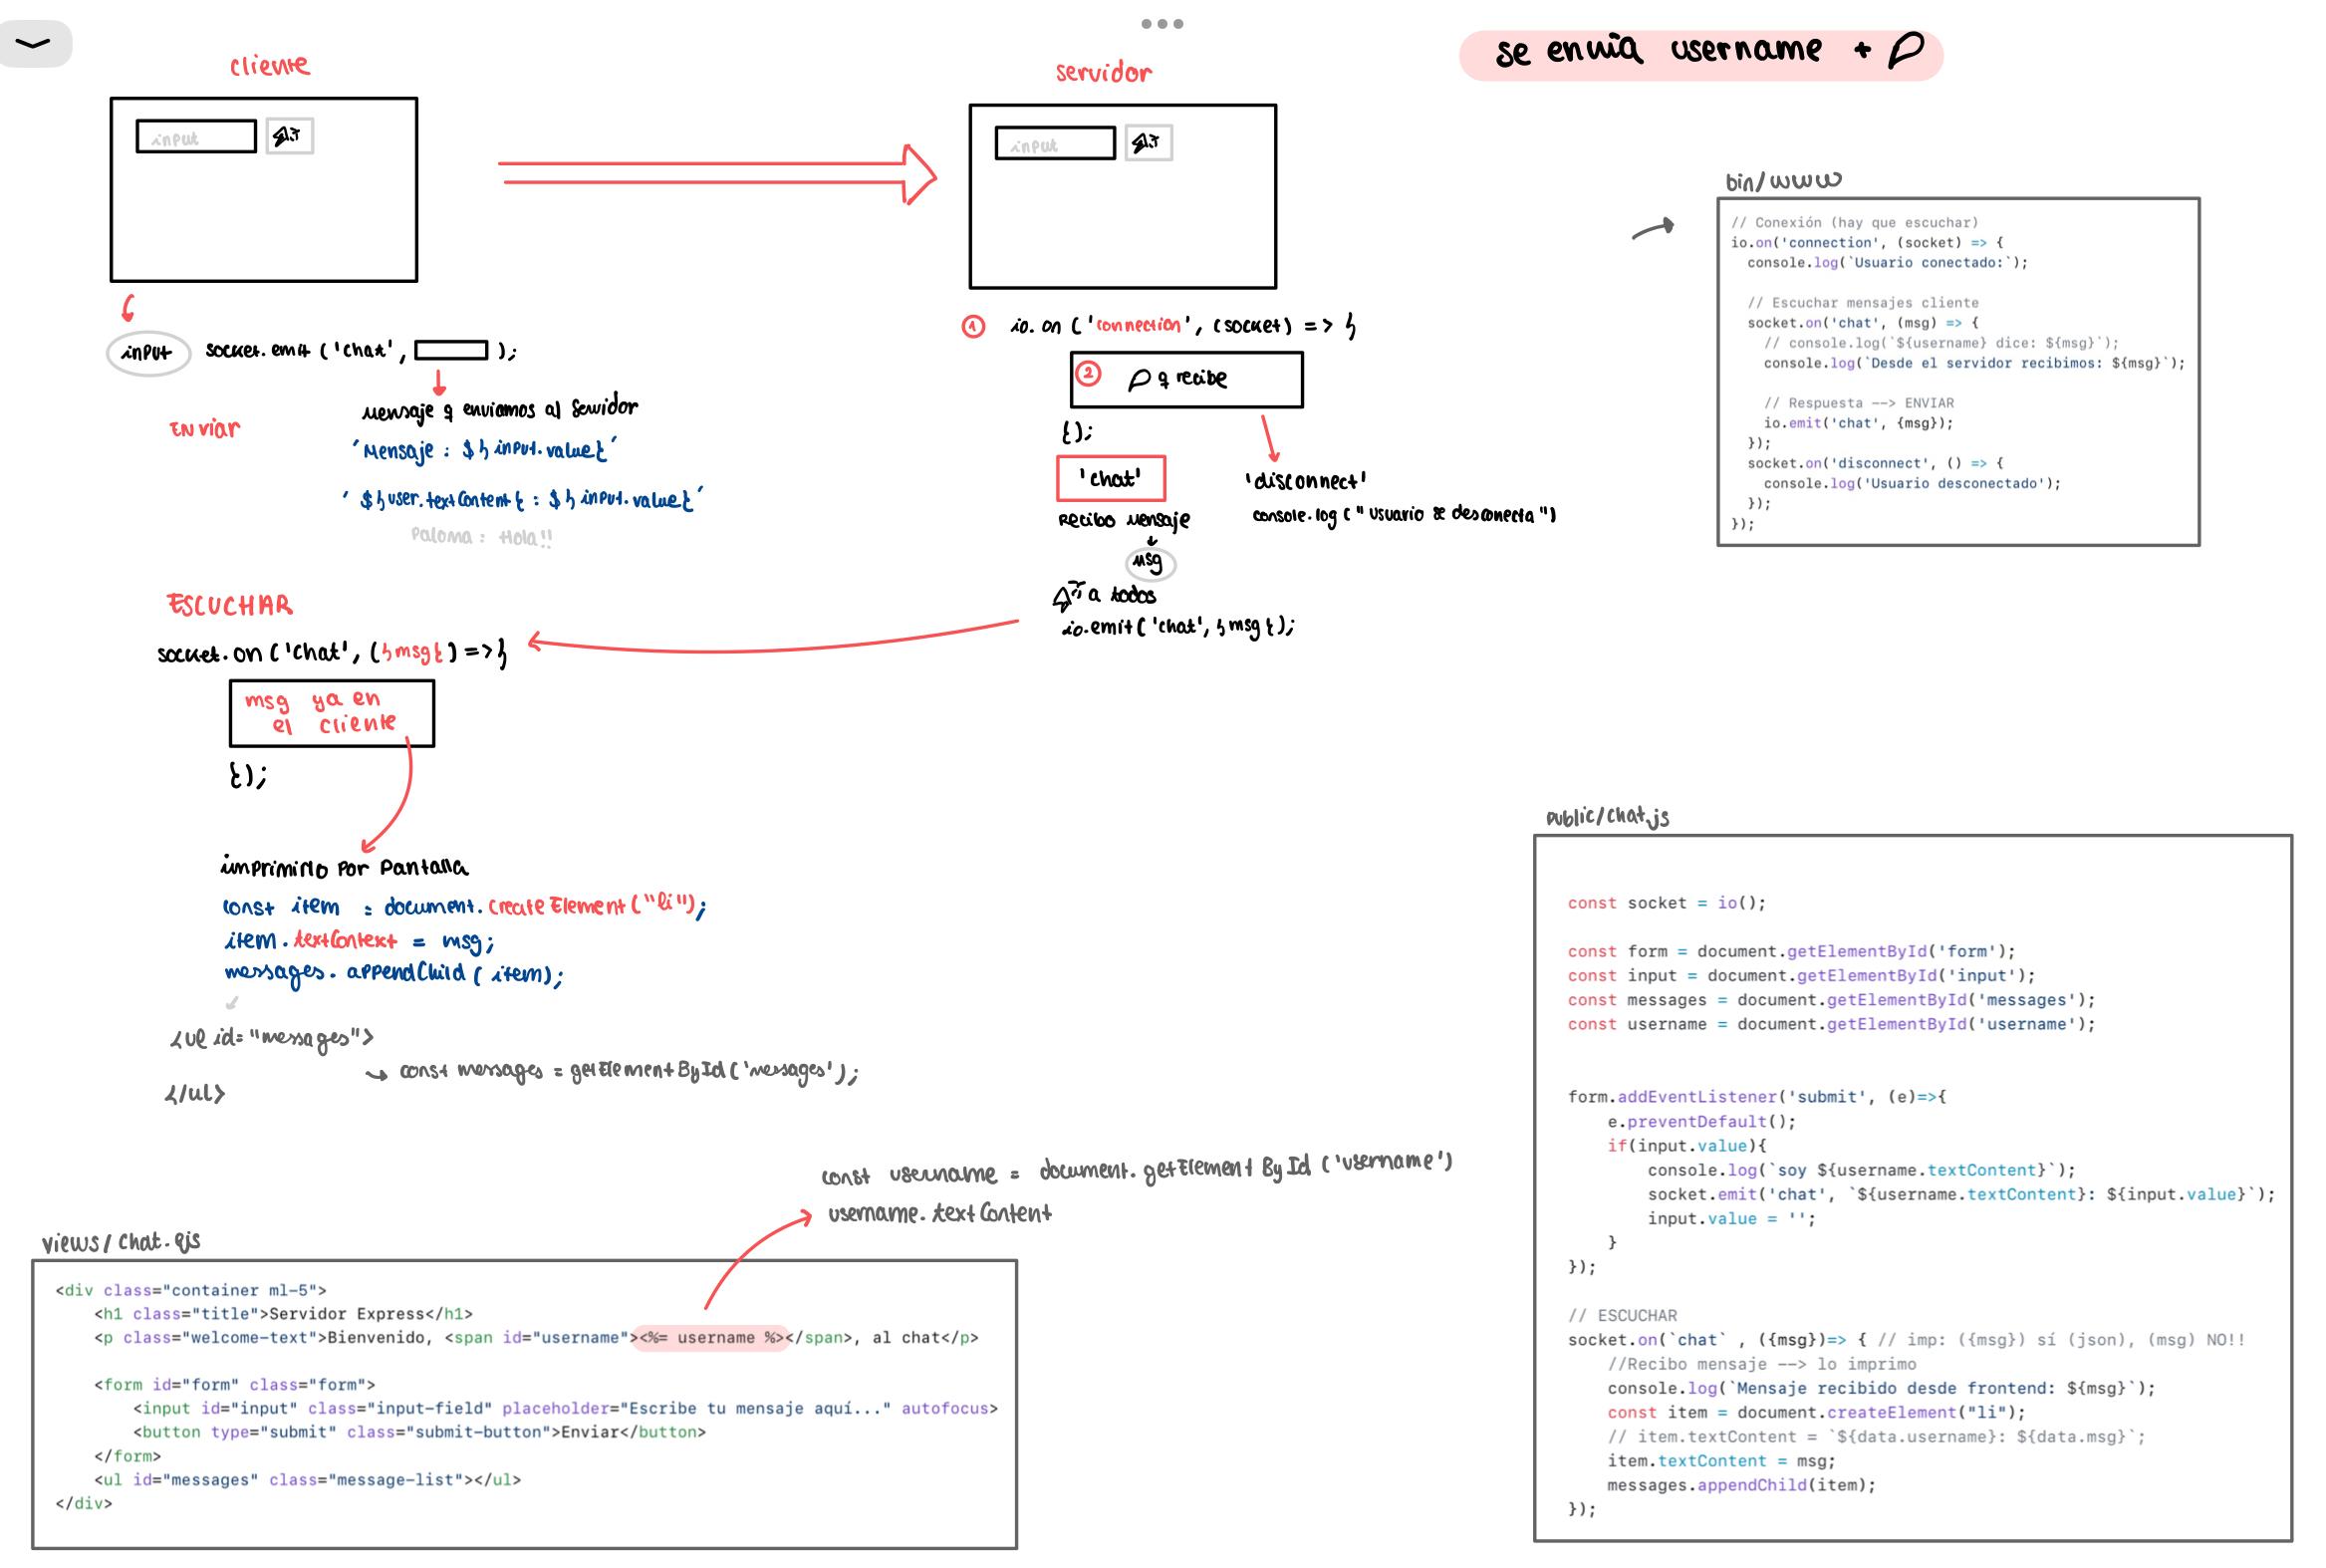 cliente
input
servidor
input
se envia username +
input socket.emit ('chat', );
ENviar
mensaje q enviamos al servidor
'Mensaje : ${input.value}'
'${user.textContent} : ${input.value}'
Paloma : Hola!!
1 io.on ('connection', (socket) => {
2 q recibe
});
'chat'
Recibo mensaje
msg
a todos
io.emit('chat', {msg});
'disconnect'
console.log ("usuario se desconecta")
ESCUCHAR
socket.on ('chat', ({msg}) => {
msg ya en
el cliente
});
imprimirlo por pantalla
const item = document.createElement("li");
item.textContext = msg;
messages.appendChild(item);
<ul id="messages">
const messages = getElementById('messages');
</ul>
const username = document.getElementById('username')
username.textContent
views/chat.ejs
<div class="container ml-5">
<h1 class="title">Servidor Express</h1>
<p class="welcome-text">Bienvenido, <span id="username"><%= username %></span>, al chat</p>
<form id="form" class="form">
<input id="input" class="input-field" placeholder="Escribe tu mensaje aquí..." autofocus>
<button type="submit" class="submit-button">Enviar</button>
</form>
<ul id="messages" class="message-list"></ul>
</div>
bin/www
// Conexión (hay que escuchar)
io.on('connection', (socket) => {
console.log(`Usuario conectado:`);
// Escuchar mensajes cliente
socket.on('chat', (msg) => {
// console.log(`${username} dice: ${msg}`);
console.log(`Desde el servidor recibimos: ${msg}`);
// Respuesta --> ENVIAR
io.emit('chat', {msg});
});
socket.on('disconnect', () => {
console.log('Usuario desconectado');
});
});
public/chat.js
const socket = io();
const form = document.getElementById('form');
const input = document.getElementById('input');
const messages = document.getElementById('messages');
const username = document.getElementById('username');
form.addEventListener('submit', (e)=>{
e.preventDefault();
if(input.value){
console.log(`soy ${username.textContent}`);
socket.emit('chat', `${username.textContent}: ${input.value}`);
input.value = '';
}
});
// ESCUCHAR
socket.on(`chat` , ({msg})=> { // imp: ({msg}) sí (json), (msg) NO!!
//Recibo mensaje --> lo imprimo
console.log(`Mensaje recibido desde frontend: ${msg}`);
const item = document.createElement("li");
// item.textContent = `${data.username}: ${data.msg}`;
item.textContent = msg;
messages.appendChild(item);
});